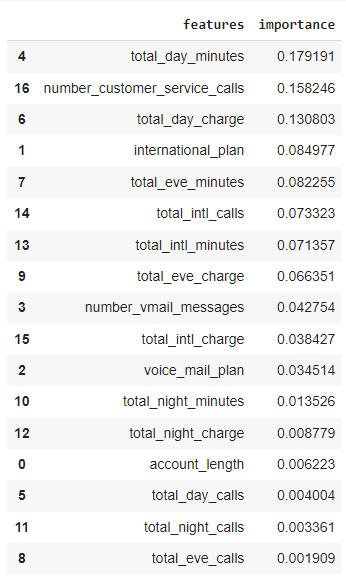 features importance
4 total_day_minutes 0.179191
16 number_customer_service_calls 0.158246
6 total_day_charge 0.130803
1 international_plan 0.084977
7 total_eve_minutes 0.082255
14 total_intl_calls 0.073323
13 total_intl_minutes 0.071357
9 total_eve_charge 0.066351
3 number_vmail_messages 0.042754
15 total_intl_charge 0.038427
2 voice_mail_plan 0.034514
10 total_night_minutes 0.013526
12 total_night_charge 0.008779
0 account_length 0.006223
5 total_day_calls 0.004004
11 total_night_calls 0.003361
8 total_eve_calls 0.001909